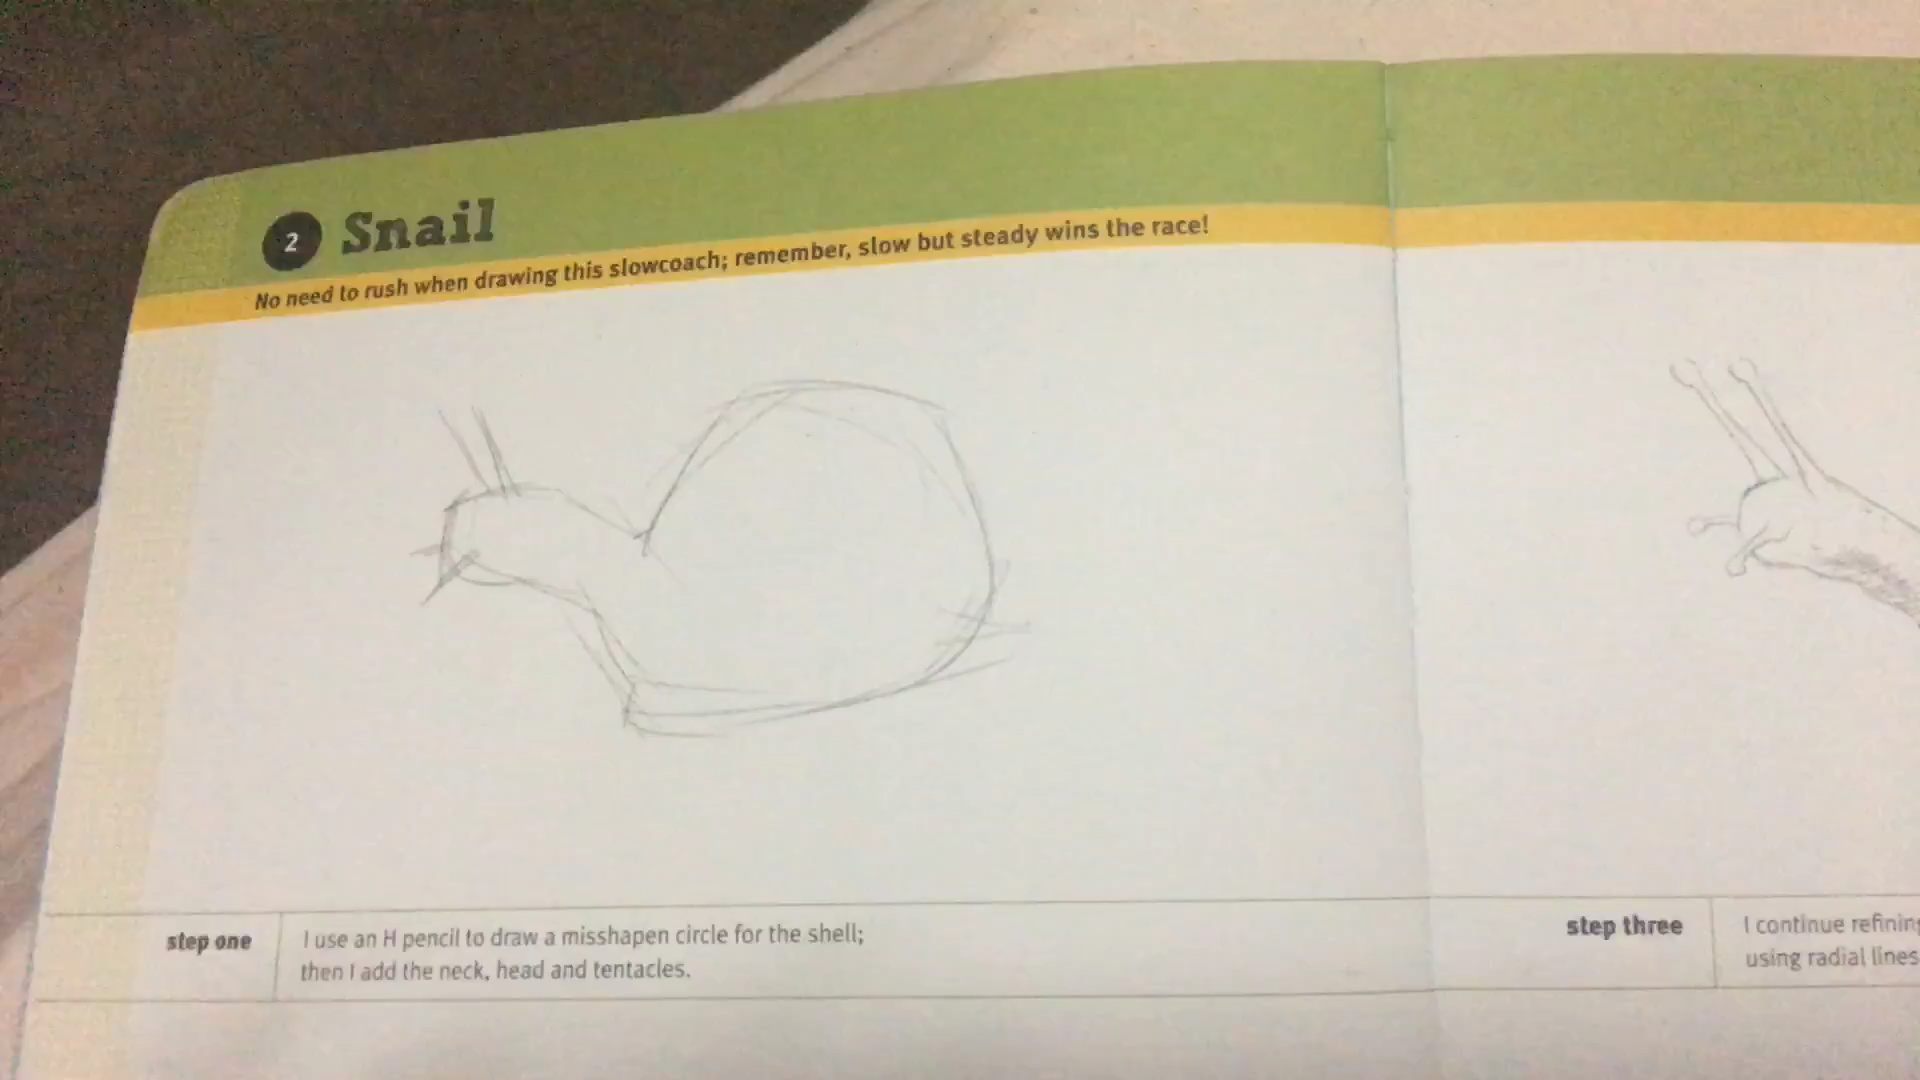 2 Snail
No need to rush when drawing this slowcoach; remember, slow but steady wins the race!
step one
I use an H pencil to draw a misshapen circle for the shell;
then I add the neck, head and tentacles.
step three
I continue refining
using radial lines